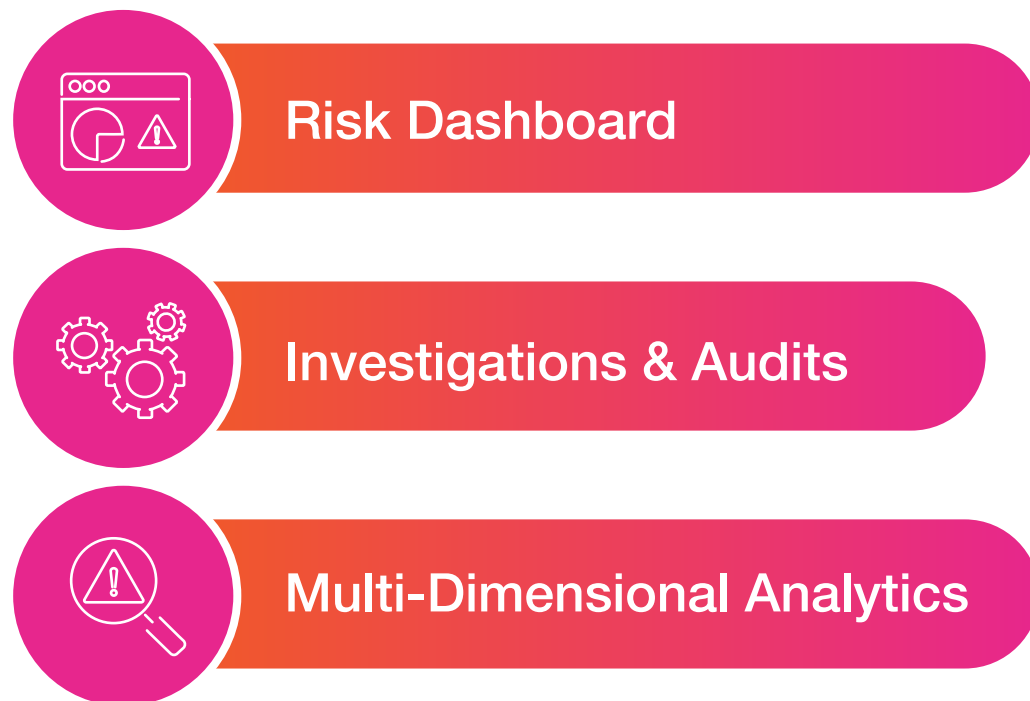 Risk Dashboard
Investigations & Audits
Multi-Dimensional Analytics